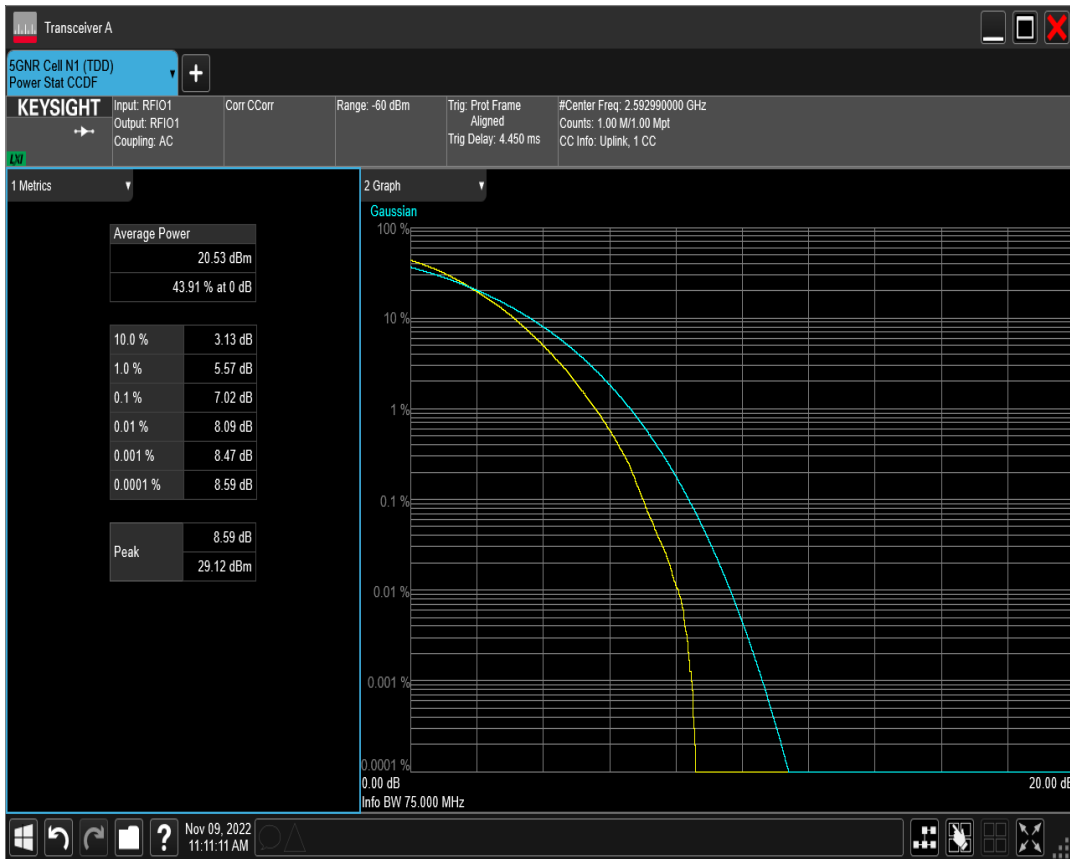 Transceiver A
5GNR Cell N1 (TDD)
Power Stat CCDF
+
KEYSIGHT
LXI
Input: RFIO1
Output: RFIO1
Coupling: AC
Corr CCorr
Range: -60 dBm
Trig: Prot Frame
Aligned
Trig Delay: 4.450 ms
#Center Freq: 2.592990000 GHz
Counts: 1.00 M/1.00 Mpt
CC Info: Uplink, 1 CC
1 Metrics
Average Power
20.53 dBm
43.91 % at 0 dB
10.0 % 3.13 dB
1.0 % 5.57 dB
0.1 % 7.02 dB
0.01 % 8.09 dB
0.001 % 8.47 dB
0.0001 % 8.59 dB
Peak 8.59 dB
29.12 dBm
2 Graph
Gaussian
100 %
10 %
1 %
0.1 %
0.01 %
0.001 %
0.0001 %
0.00 dB 20.00 dB
Info BW 75.000 MHz
? Nov 09, 2022
11:11:11 AM